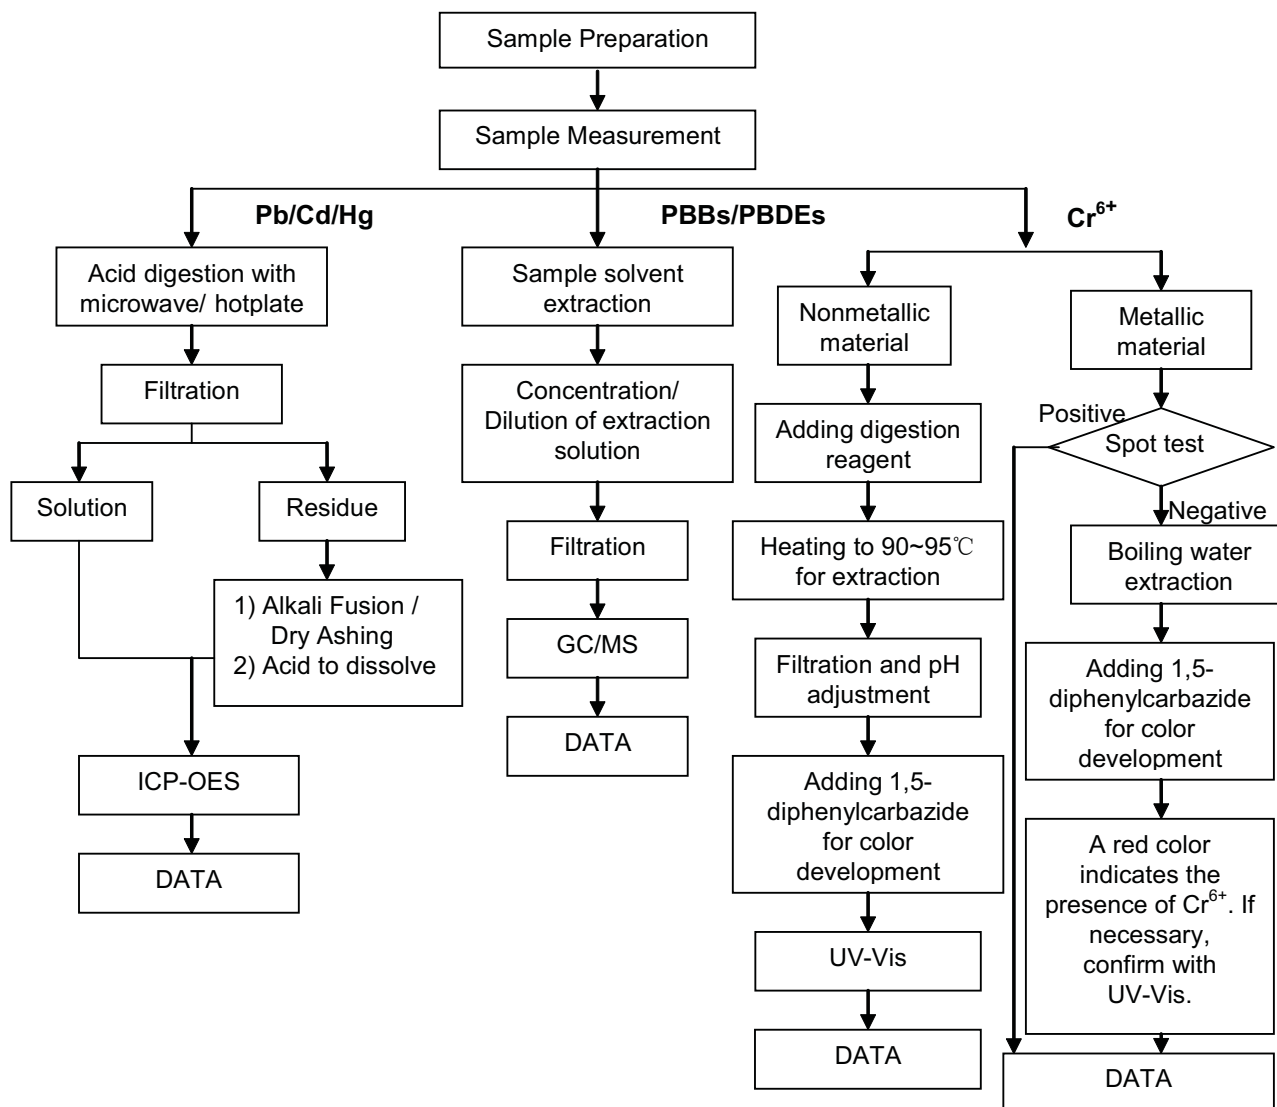 Sample Preparation
Sample Measurement
Pb/Cd/Hg
PBBs/PBDEs
Cr⁶⁺
Acid digestion with
microwave/ hotplate
Filtration
Solution
Residue
1) Alkali Fusion /
Dry Ashing
2) Acid to dissolve
ICP-OES
DATA
Sample solvent
extraction
Concentration/
Dilution of extraction
solution
Filtration
GC/MS
DATA
Nonmetallic
material
Adding digestion
reagent
Heating to 90~95℃
for extraction
Filtration and pH
adjustment
Adding 1,5-
diphenylcarbazide
for color
development
UV-Vis
DATA
Metallic
material
Positive
Spot test
Negative
Boiling water
extraction
Adding 1,5-
diphenylcarbazide
for color
development
A red color
indicates the
presence of Cr⁶⁺. If
necessary,
confirm with
UV-Vis.
DATA